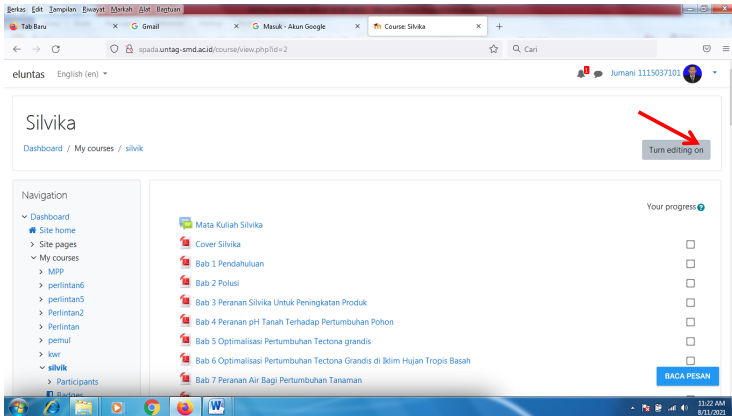 Berkas Edit Tampilan Riwayat Markah Alat Bantuan
Tab Baru × G Gmail × G Masuk - Akun Google × Course: Silvika × +
spada.untag-smd.ac.id/course/view.php?id=2 Cari
eluntas English (en) 1 Jumani 1115037101
Silvika
Dashboard / My courses / silvik
Turn editing on
Navigation
Dashboard
Site home
Site pages
My courses
MPP
perlintan6
perlintan5
Perlintan2
Perlintan
pemul
kwr
silvik
Participants
Badges
Your progress
Mata Kuliah Silvika
Cover Silvika
Bab 1 Pendahuluan
Bab 2 Polusi
Bab 3 Peranan Silvika Untuk Peningkatan Produk
Bab 4 Peranan pH Tanah Terhadap Pertumbuhan Pohon
Bab 5 Optimalisasi Pertumbuhan Tectona grandis
Bab 6 Optimalisasi Pertumbuhan Tectona Grandis di Iklim Hujan Tropis Basah
Bab 7 Peranan Air Bagi Pertumbuhan Tanaman
BACA PESAN
11:22 AM
8/11/2021